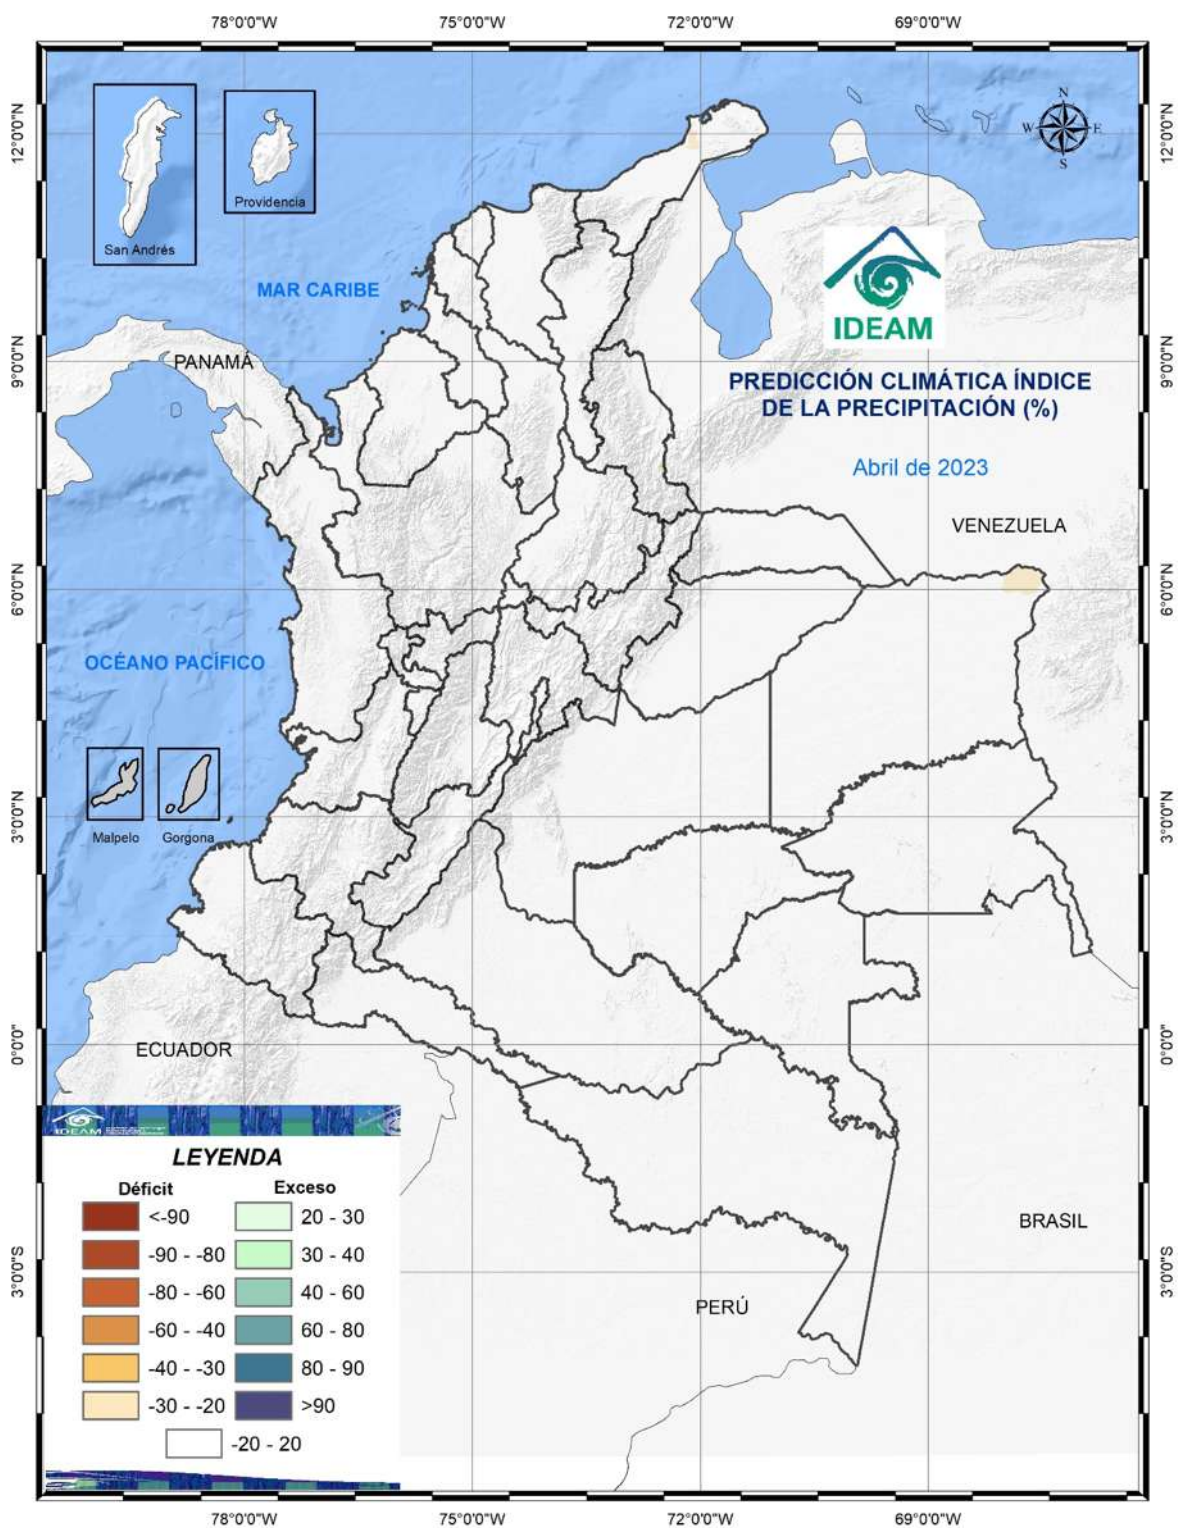 78°0'0"W
75°0'0"W
72°0'0"W
69°0'0"W
12°0'0"N
12°0'0"N
N
W
E
S
San Andrés
Providencia
MAR CARIBE
IDEAM
9°0'0"N
PANAMÁ
9°0'0"N
PREDICCIÓN CLIMÁTICA ÍNDICE
DE LA PRECIPITACIÓN (%)
Abril de 2023
VENEZUELA
6°0'0"N
6°0'0"N
OCÉANO PACÍFICO
3°0'0"N
3°0'0"N
Malpelo
Gorgona
0°0'0"
ECUADOR
0°0'0"
IDEAM
LEYENDA
Déficit
Exceso
<-90
20 - 30
-90 - -80
30 - 40
-80 - -60
40 - 60
-60 - -40
60 - 80
-40 - -30
80 - 90
-30 - -20
>90
-20 - 20
BRASIL
3°0'0"S
3°0'0"S
PERÚ
78°0'0"W
75°0'0"W
72°0'0"W
69°0'0"W